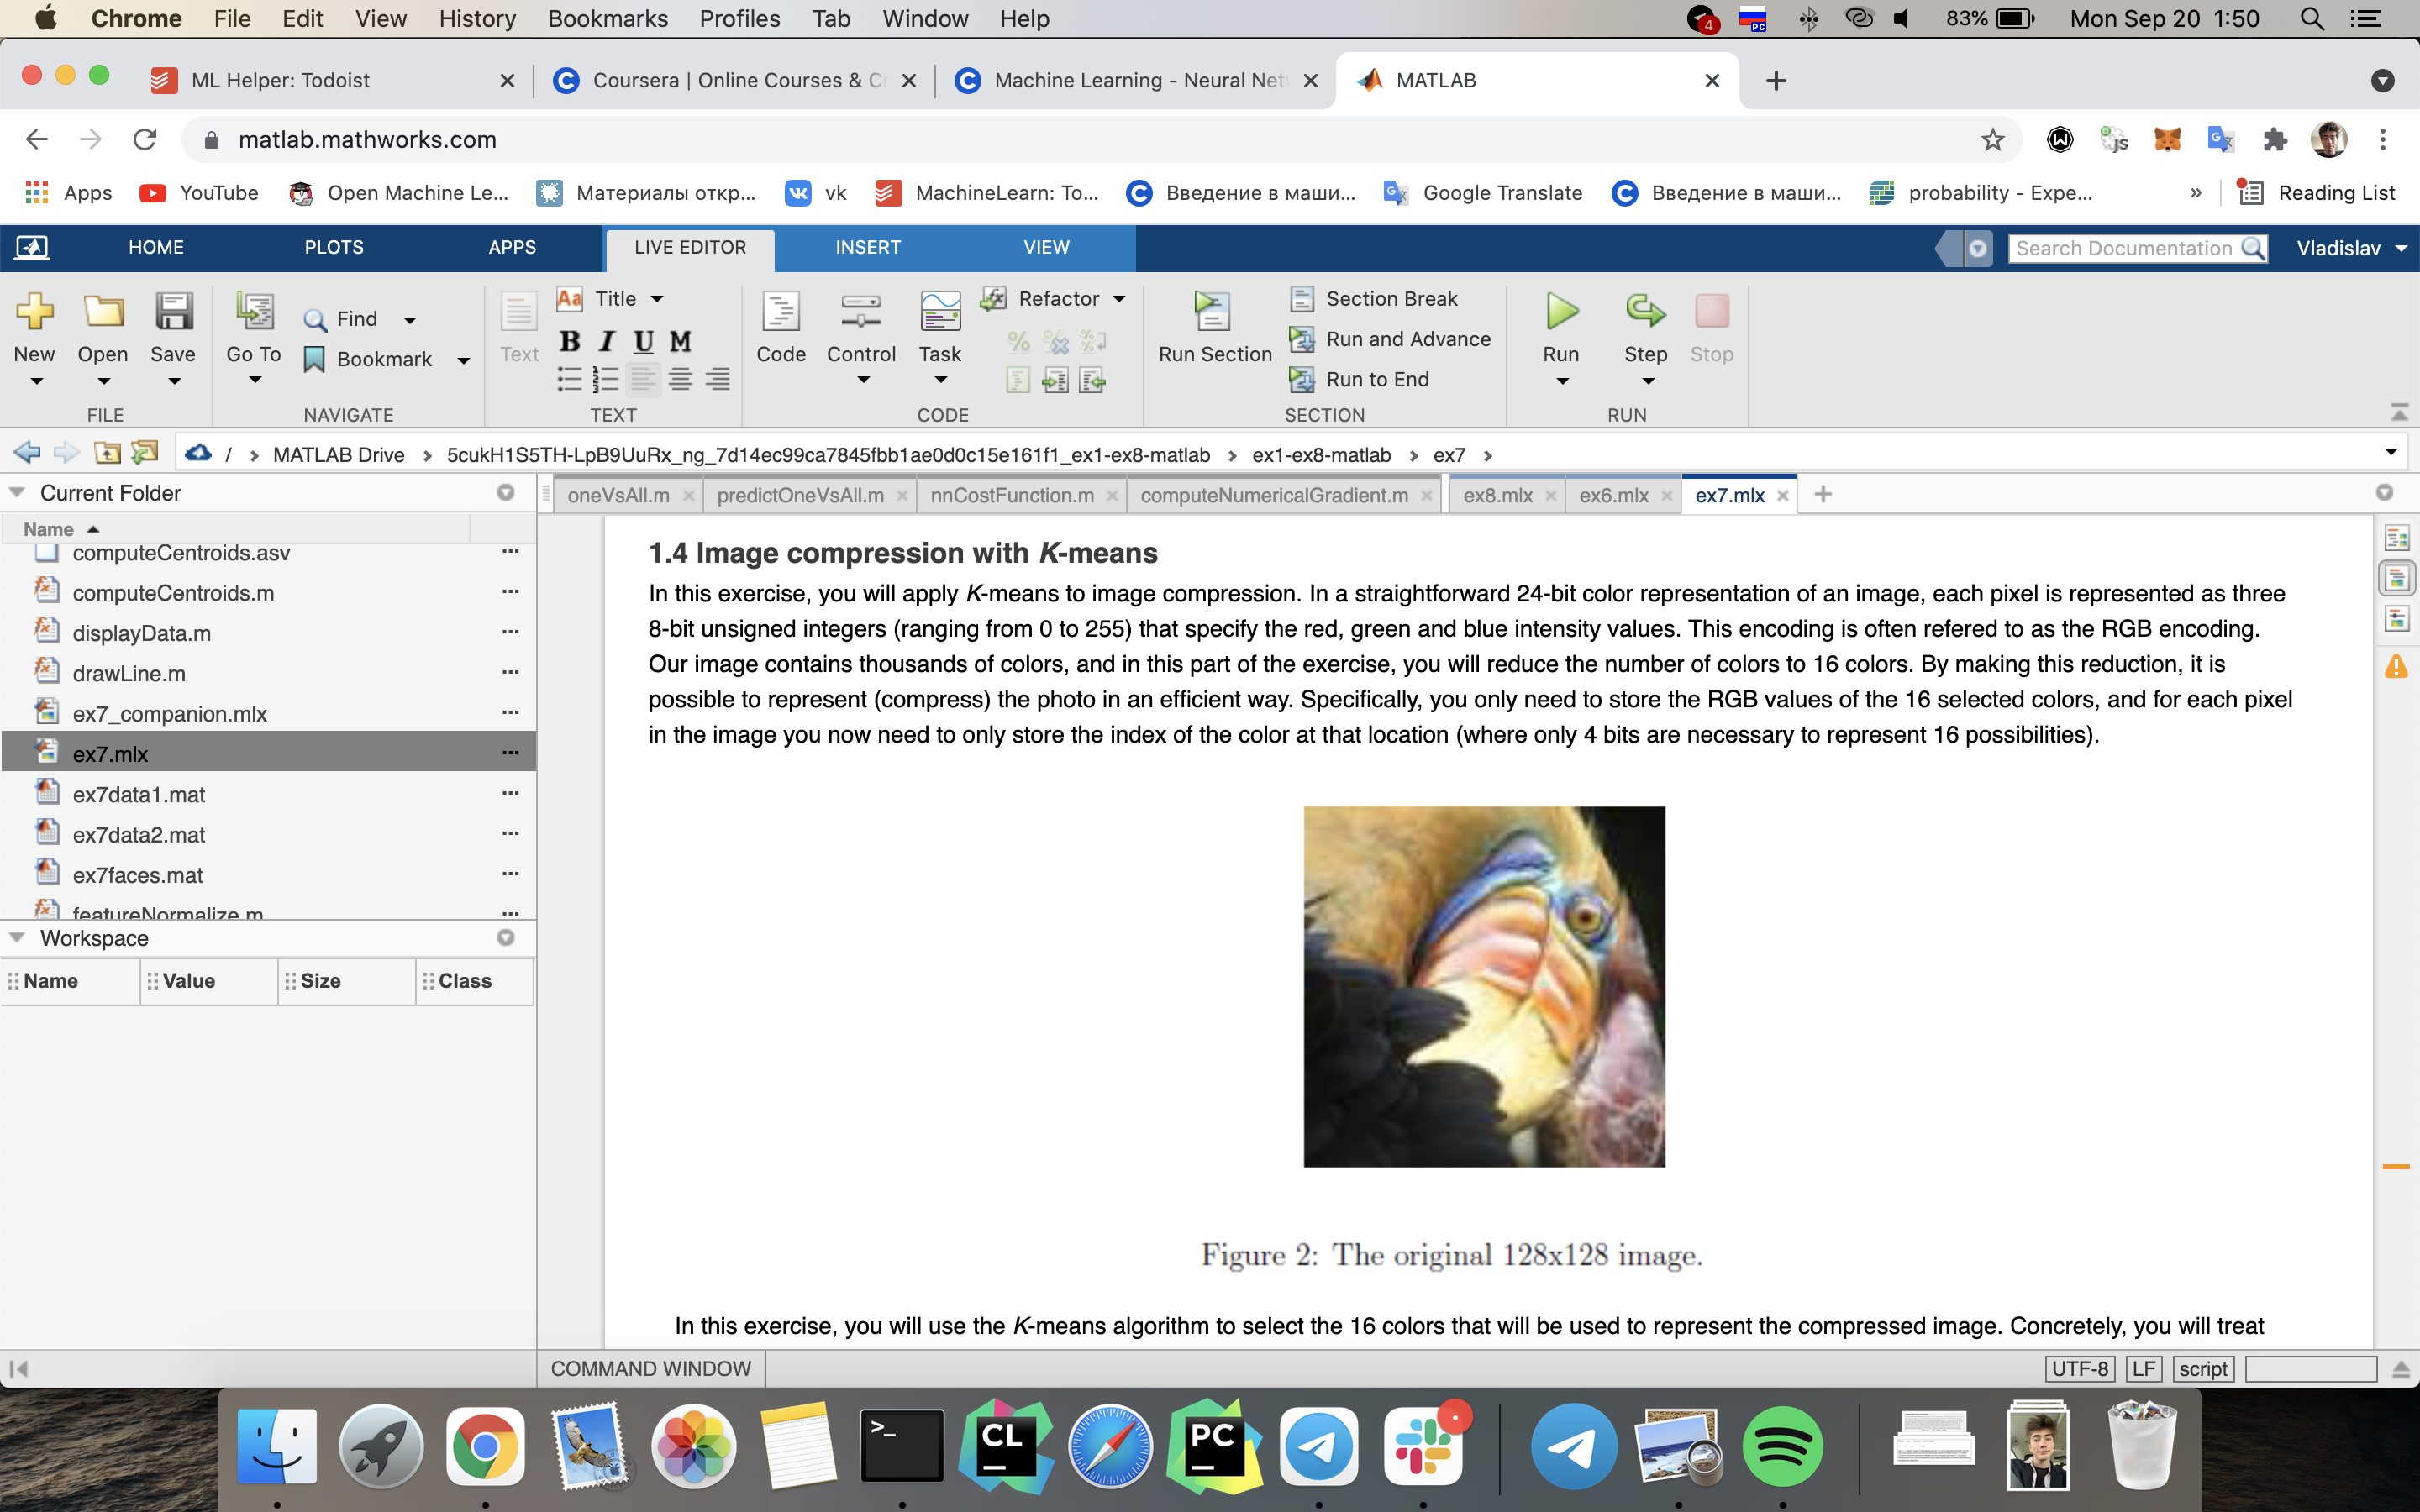 Chrome File Edit View History Bookmarks Profiles Tab Window Help
4 РС 83% Mon Sep 20 1:50
ML Helper: Todoist
Coursera | Online Courses & Cr
Machine Learning - Neural Net
MATLAB
matlab.mathworks.com
Apps YouTube Open Machine Le... Материалы откр... vk MachineLearn: To... Введение в маши... Google Translate Введение в маши... probability - Expe... » Reading List
HOME PLOTS APPS LIVE EDITOR INSERT VIEW
Search Documentation Vladislav
New Open Save
FILE
Go To Find Bookmark
NAVIGATE
Text Aa Title
B I U M
TEXT
Code Control Task Refactor
CODE
Run Section Section Break
Run and Advance
Run to End
SECTION
Run Step Stop
RUN
/ › MATLAB Drive › 5cukH1S5TH-LpB9UuRx_ng_7d14ec99ca7845fbb1ae0d0c15e161f1_ex1-ex8-matlab › ex1-ex8-matlab › ex7 ›
Current Folder
Name
computeCentroids.asv
computeCentroids.m
displayData.m
drawLine.m
ex7_companion.mlx
ex7.mlx
ex7data1.mat
ex7data2.mat
ex7faces.mat
featureNormalize.m
Workspace
Name Value Size Class
oneVsAll.m predictOneVsAll.m nnCostFunction.m computeNumericalGradient.m ex8.mlx ex6.mlx ex7.mlx
1.4 Image compression with K-means
In this exercise, you will apply K-means to image compression. In a straightforward 24-bit color representation of an image, each pixel is represented as three
8-bit unsigned integers (ranging from 0 to 255) that specify the red, green and blue intensity values. This encoding is often refered to as the RGB encoding.
Our image contains thousands of colors, and in this part of the exercise, you will reduce the number of colors to 16 colors. By making this reduction, it is
possible to represent (compress) the photo in an efficient way. Specifically, you only need to store the RGB values of the 16 selected colors, and for each pixel
in the image you now need to only store the index of the color at that location (where only 4 bits are necessary to represent 16 possibilities).
Figure 2: The original 128x128 image.
In this exercise, you will use the K-means algorithm to select the 16 colors that will be used to represent the compressed image. Concretely, you will treat
COMMAND WINDOW
UTF-8 LF script
>_ CL PC